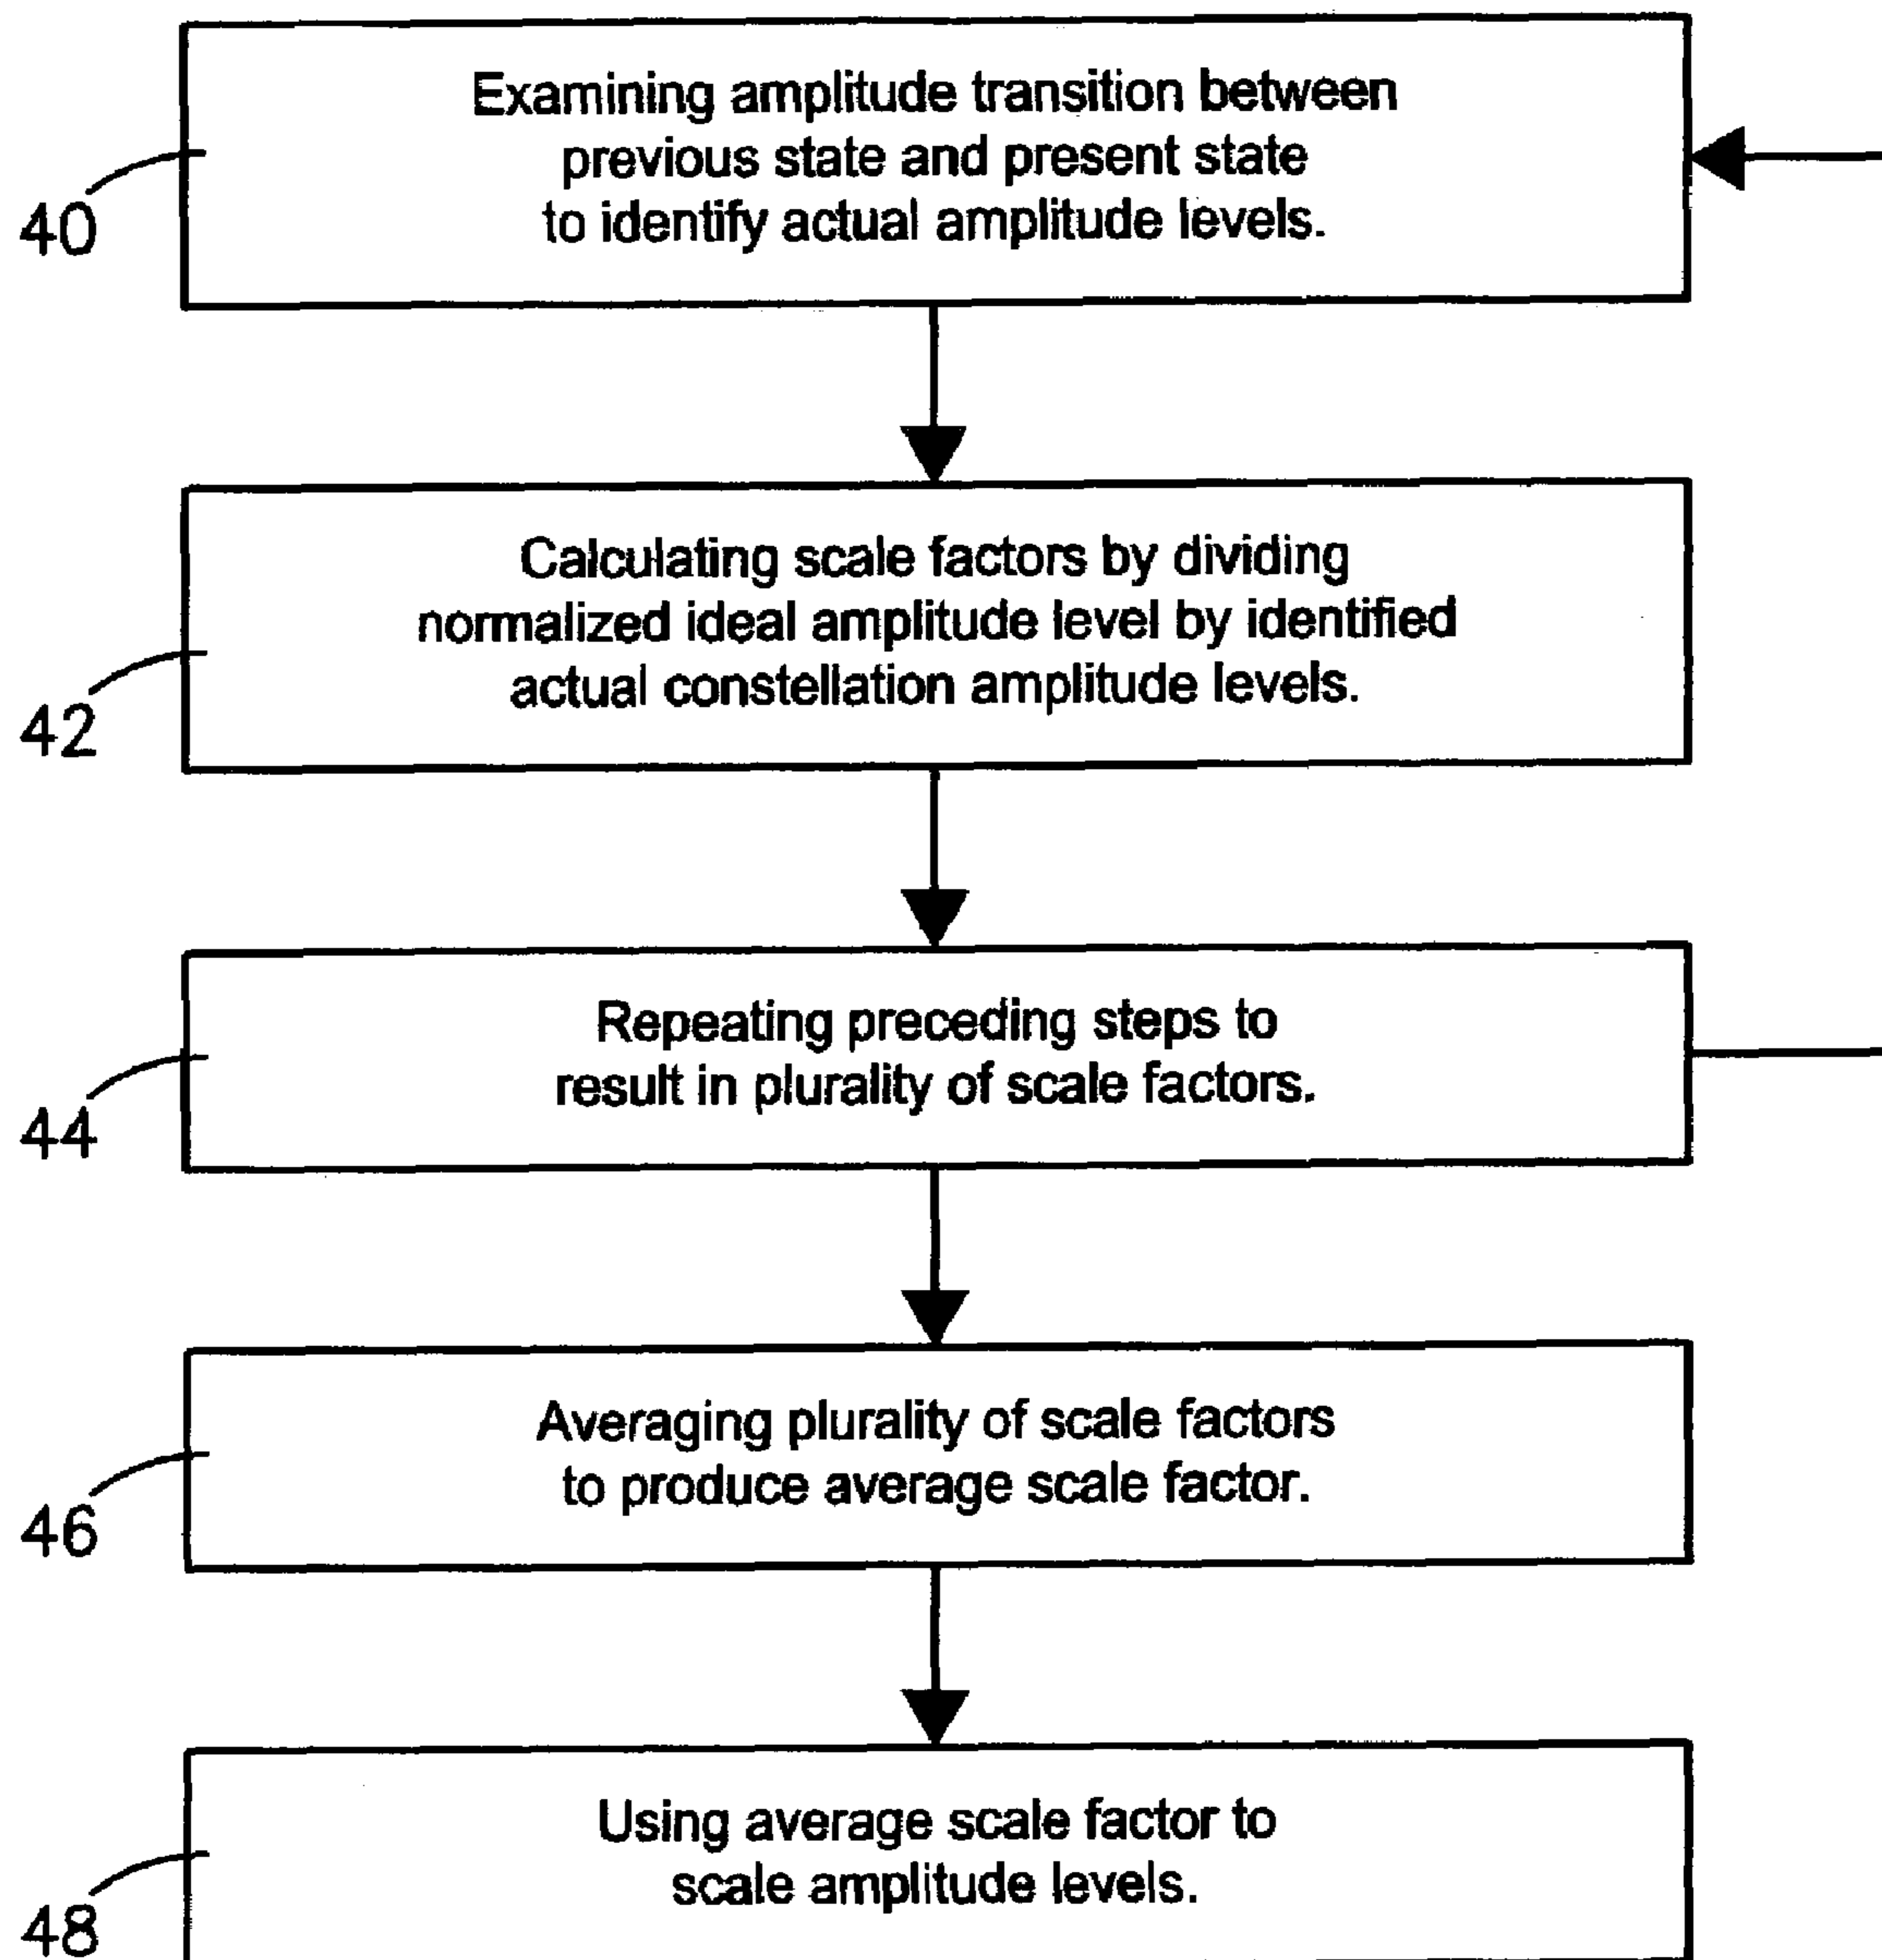 Examining amplitude transition between
previous state and present state
to identify actual amplitude levels.
40
Calculating scale factors by dividing
normalized ideal amplitude level by identified
actual constellation amplitude levels.
42
Repeating preceding steps to
result in plurality of scale factors.
44
Averaging plurality of scale factors
to produce average scale factor.
46
Using average scale factor to
scale amplitude levels.
48